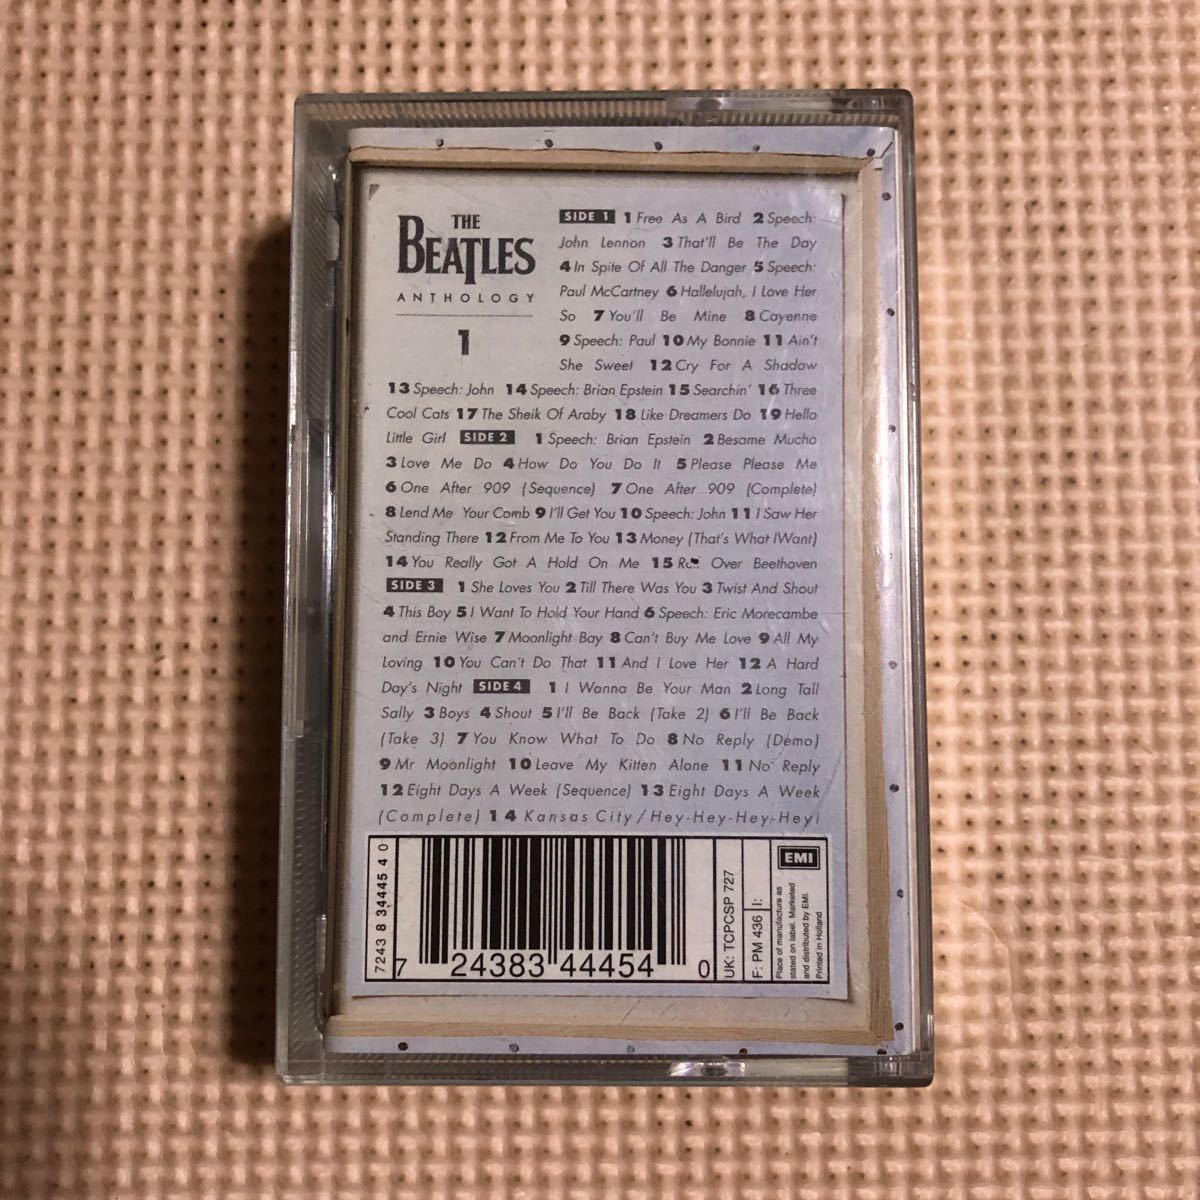 THE
BEATLES
ANTHOLOGY
1
SIDE 1 1 Free As A Bird 2 Speech:
John Lennon 3 That'll Be The Day
4 In Spite Of All The Danger 5 Speech:
Paul McCartney 6 Hallelujah, I Love Her
So 7 You'll Be Mine 8 Cayenne
9 Speech: Paul 10 My Bonnie 11 Ain't
She Sweet 12 Cry For A Shadow
13 Speech: John 14 Speech: Brian Epstein 15 Searchin' 16 Three
Cool Cats 17 The Sheik Of Araby 18 Like Dreamers Do 19 Hello
Little Girl SIDE 2 1 Speech: Brian Epstein 2 Besame Mucho
3 Love Me Do 4 How Do You Do It 5 Please Please Me
6 One After 909 (Sequence) 7 One After 909 (Complete)
8 Lend Me Your Comb 9 I'll Get You 10 Speech: John 11 I Saw Her
Standing There 12 From Me To You 13 Money (That's What IWant)
14 You Really Got A Hold On Me 15 Roll Over Beethoven
SIDE 3 1 She Loves You 2 Till There Was You 3 Twist And Shout
4 This Boy 5 I Want To Hold Your Hand 6 Speech: Eric Morecambe
and Ernie Wise 7 Moonlight Bay 8 Can't Buy Me Love 9 All My
Loving 10 You Can't Do That 11 And I Love Her 12 A Hard
Day's Night SIDE 4 1 I Wanna Be Your Man 2 Long Tall
Sally 3 Boys 4 Shout 5 I'll Be Back (Take 2) 6 I'll Be Back
(Take 3) 7 You Know What To Do 8 No Reply (Demo)
9 Mr Moonlight 10 Leave My Kitten Alone 11 No Reply
12 Eight Days A Week (Sequence) 13 Eight Days A Week
(Complete) 14 Kansas City/Hey-Hey-Hey-Hey!
7243 8 34445 4 0
7 24383 44454 0
UK: TCPCSP 727
F: PM 436 I:
EMI
Place of manufacture as
stated on label. Marketed
and distributed by EMI.
Printed in Holland